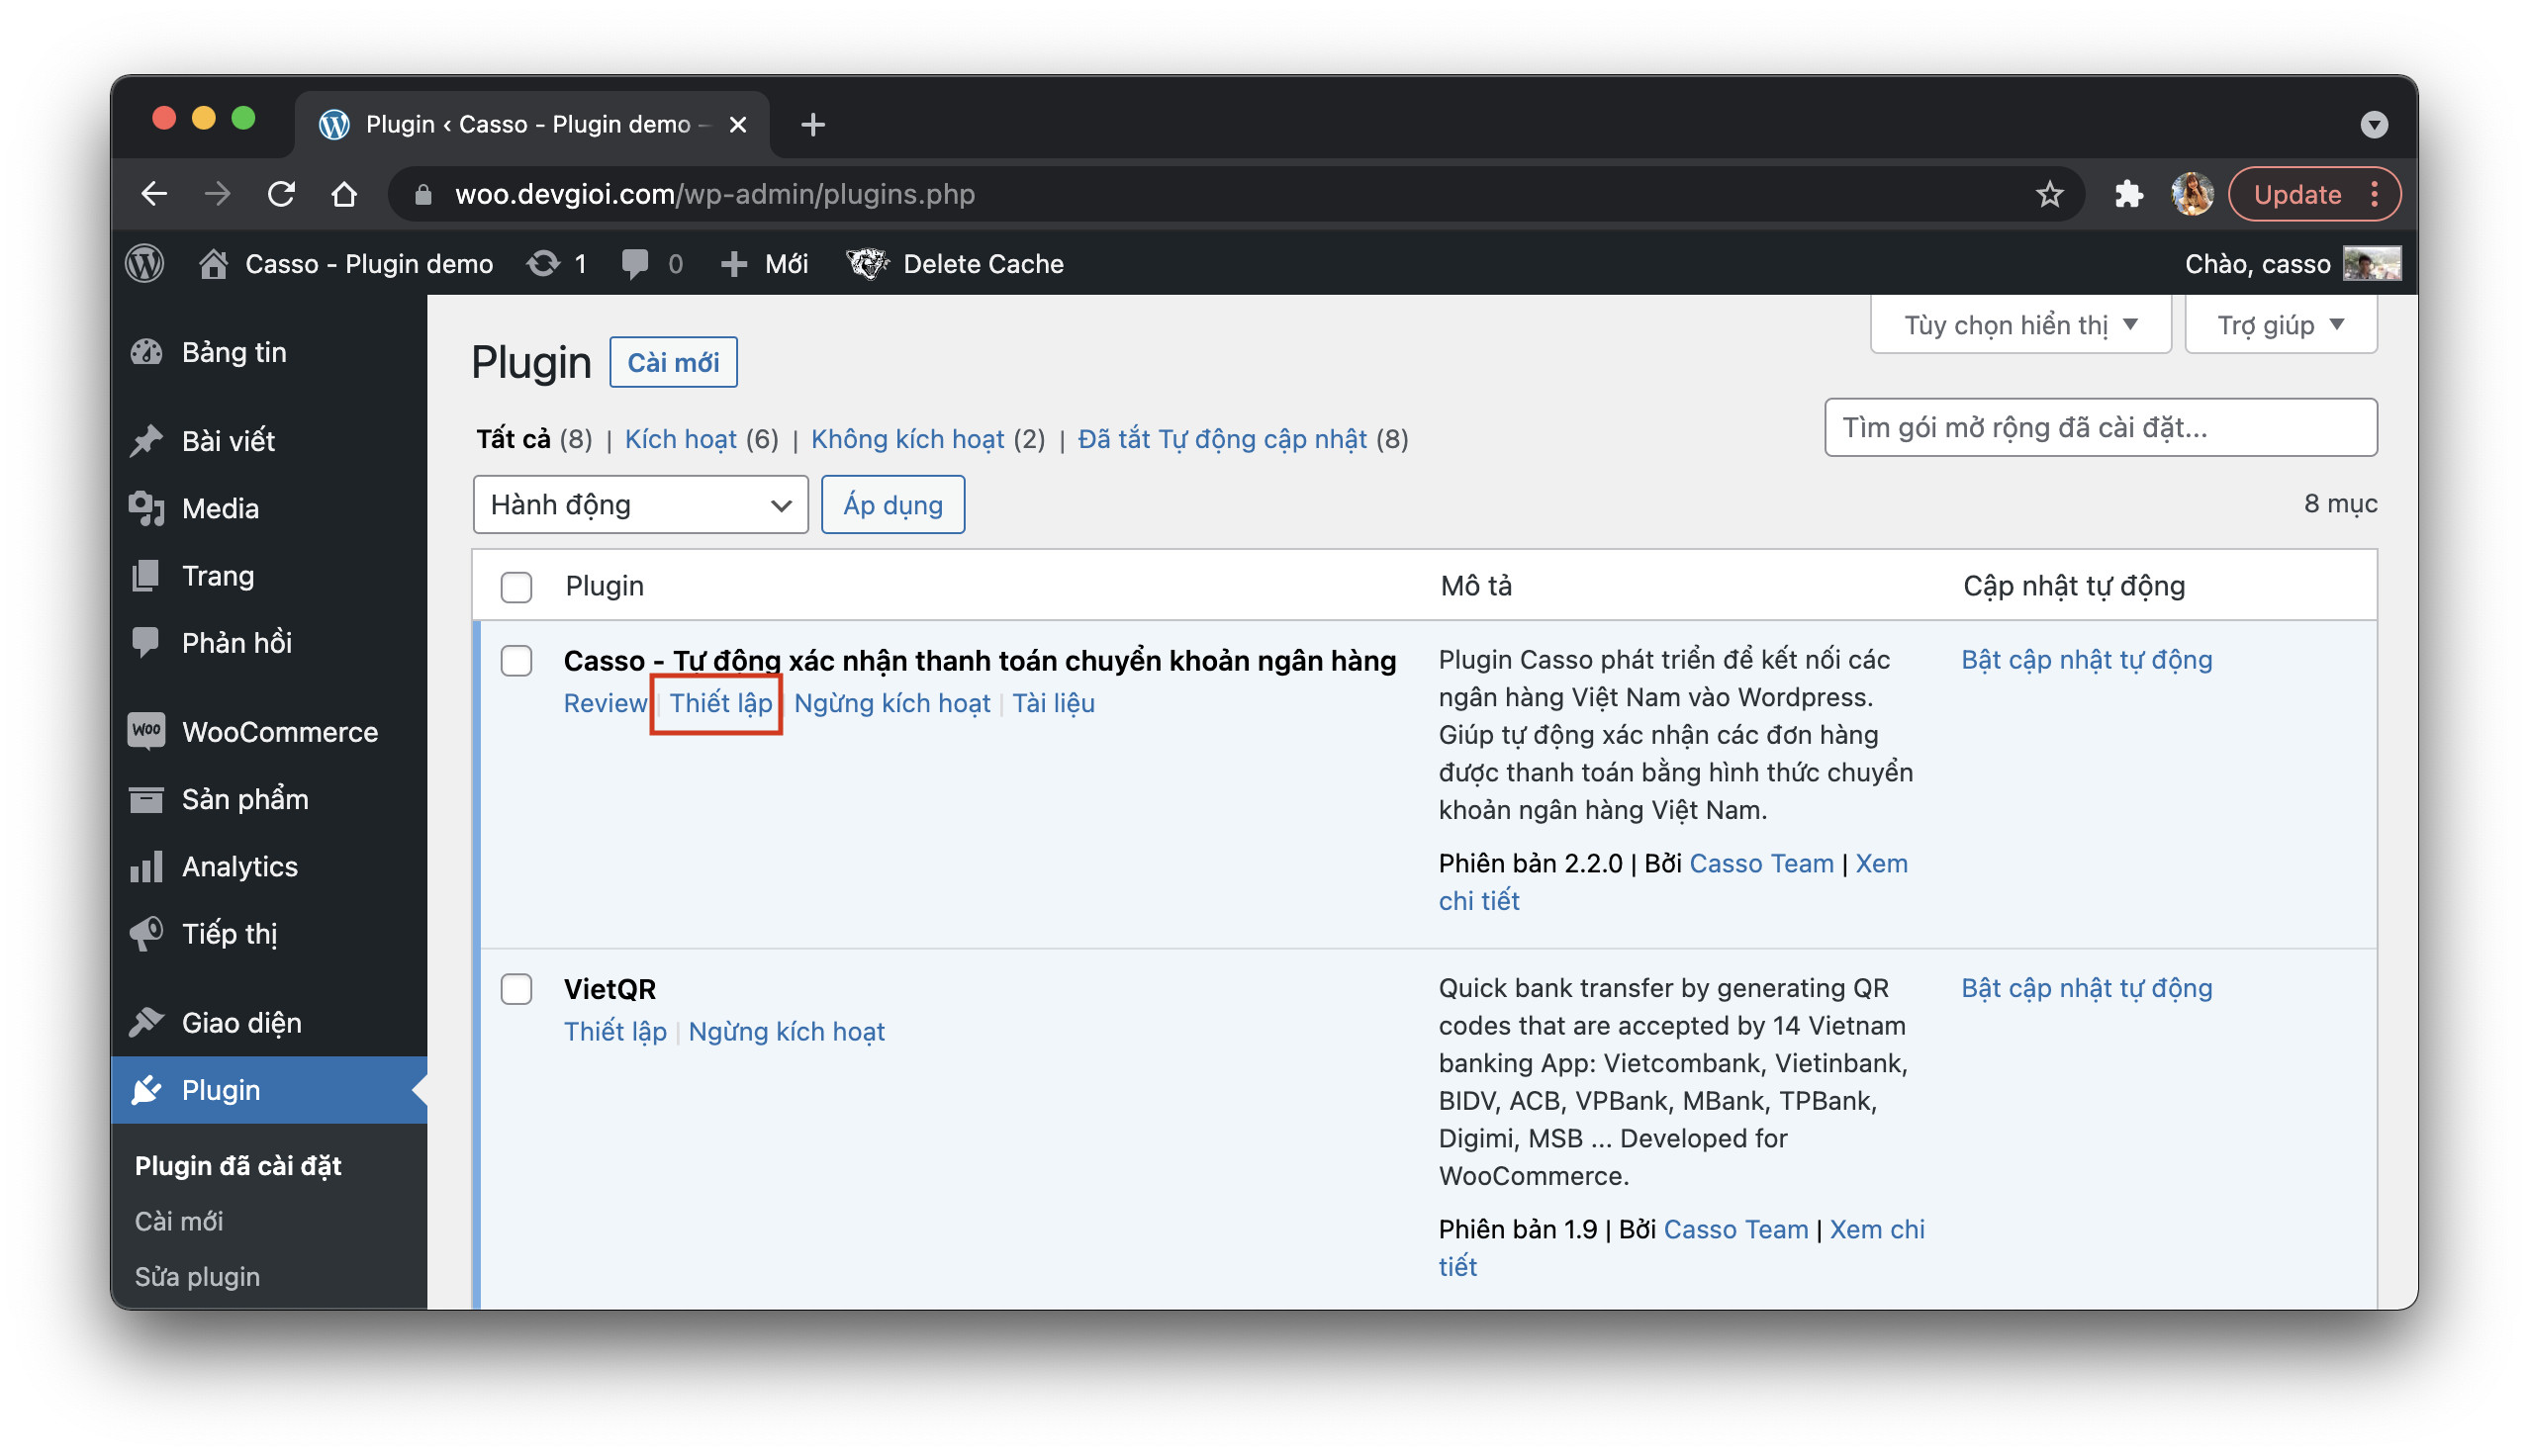 Plugin ‹ Casso - Plugin demo –
woo.devgioi.com/wp-admin/plugins.php
Update
Casso - Plugin demo 1 0 Mới Delete Cache
Chào, casso
Bảng tin
Bài viết
Media
Trang
Phản hồi
WooCommerce
Sản phẩm
Analytics
Tiếp thị
Giao diện
Plugin
Plugin đã cài đặt
Cài mới
Sửa plugin
Tùy chọn hiển thị ▼ Trợ giúp ▼
Plugin Cài mới
Tất cả (8) | Kích hoạt (6) | Không kích hoạt (2) | Đã tắt Tự động cập nhật (8)
Tìm gói mở rộng đã cài đặt...
Hành động Áp dụng
8 mục
Plugin Mô tả Cập nhật tự động
Casso - Tự động xác nhận thanh toán chuyển khoản ngân hàng
Review | Thiết lập | Ngừng kích hoạt | Tài liệu
Plugin Casso phát triển để kết nối các
ngân hàng Việt Nam vào Wordpress.
Giúp tự động xác nhận các đơn hàng
được thanh toán bằng hình thức chuyển
khoản ngân hàng Việt Nam.
Phiên bản 2.2.0 | Bởi Casso Team | Xem
chi tiết
Bật cập nhật tự động
VietQR
Thiết lập | Ngừng kích hoạt
Quick bank transfer by generating QR
codes that are accepted by 14 Vietnam
banking App: Vietcombank, Vietinbank,
BIDV, ACB, VPBank, MBank, TPBank,
Digimi, MSB ... Developed for
WooCommerce.
Phiên bản 1.9 | Bởi Casso Team | Xem chi
tiết
Bật cập nhật tự động